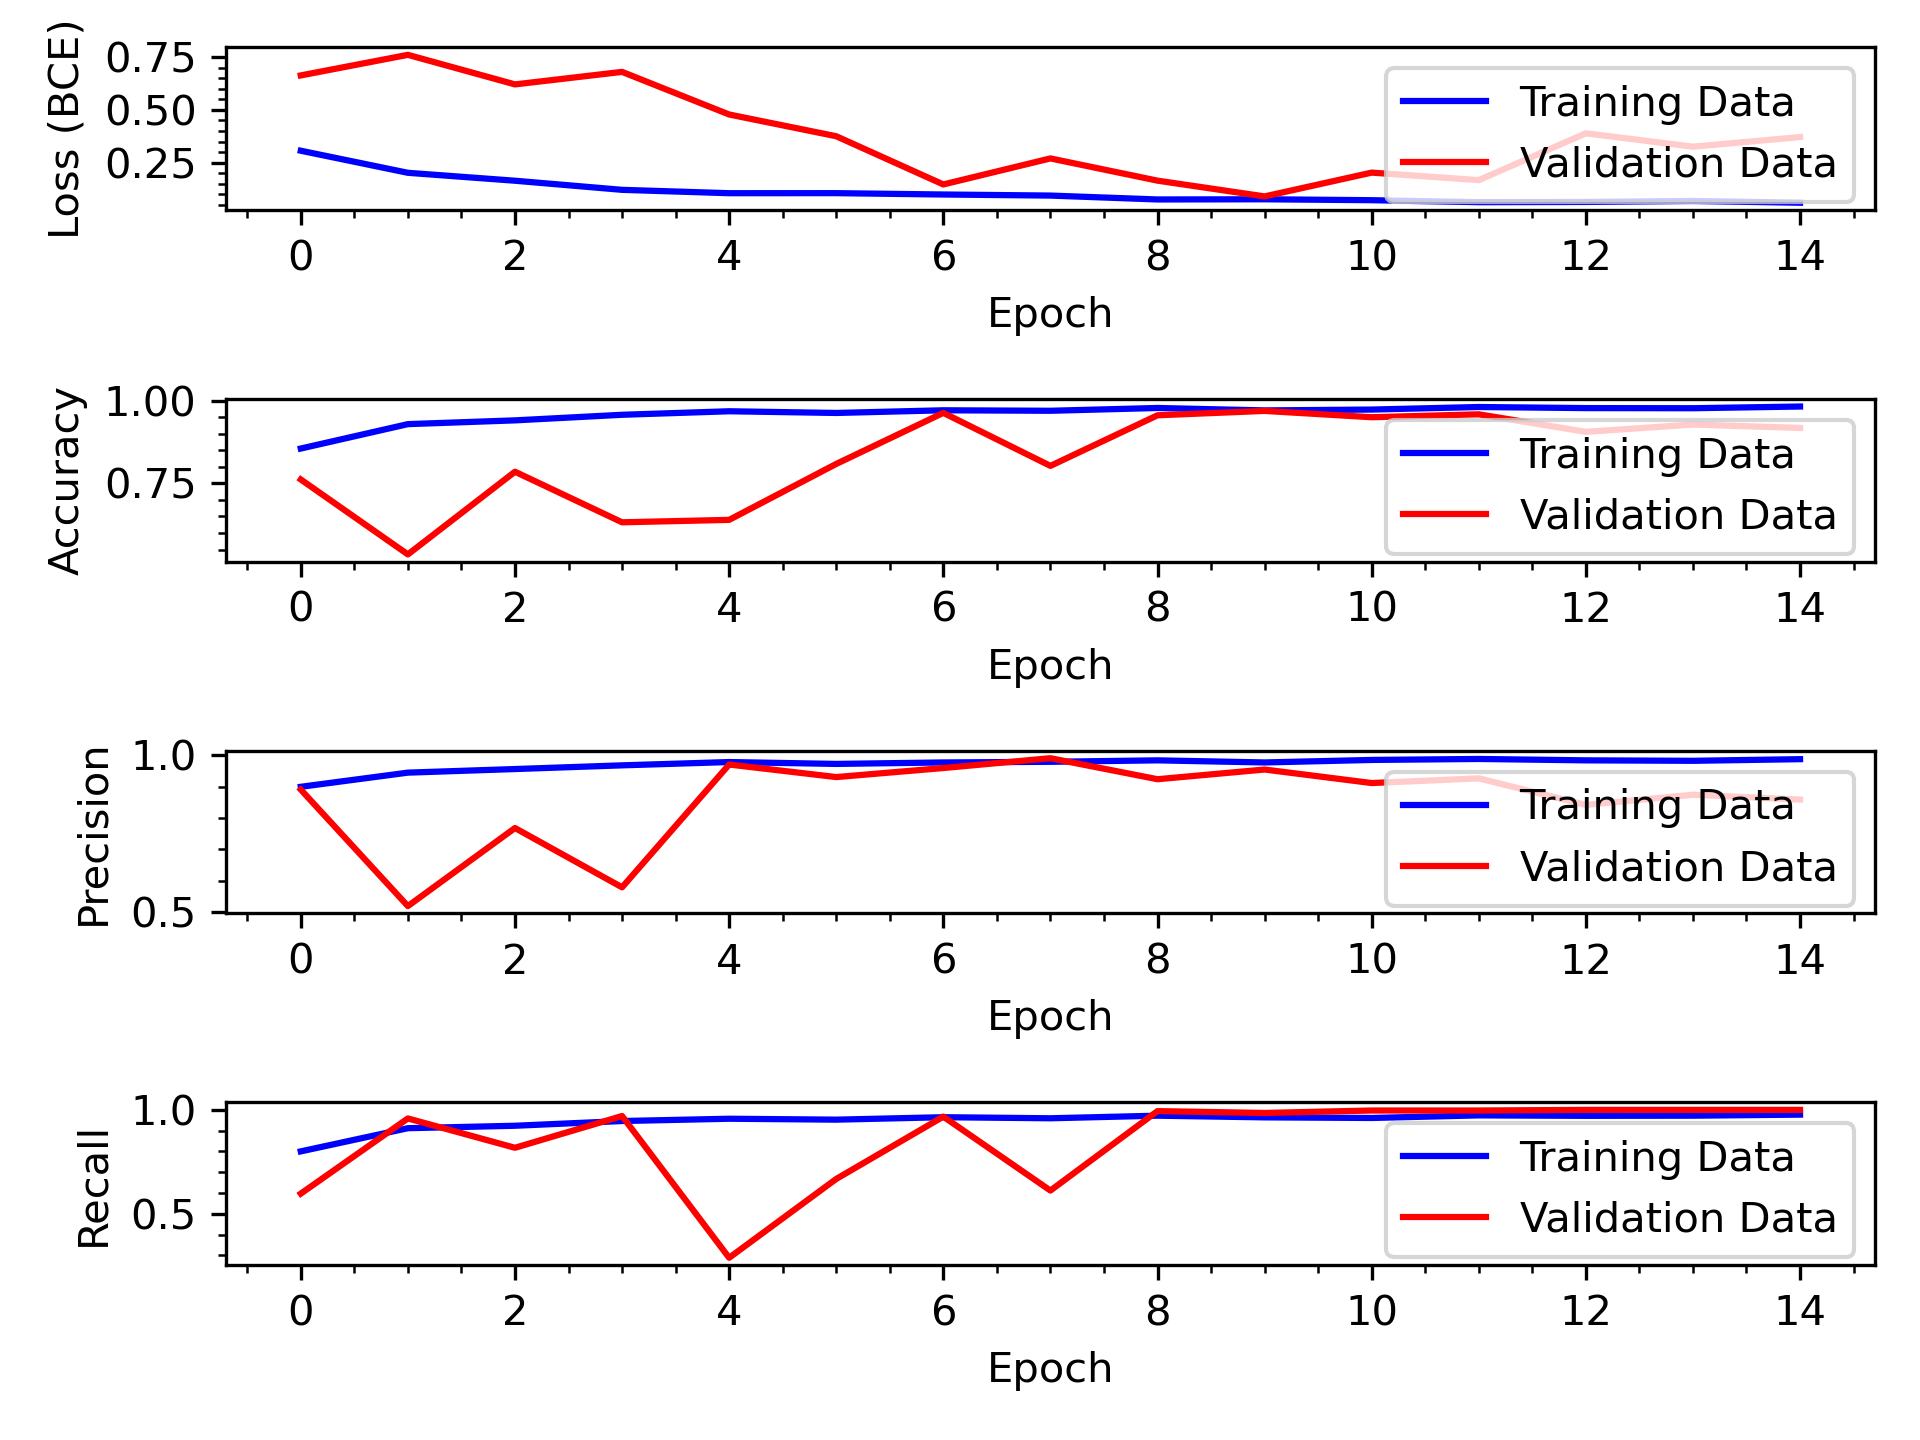 Loss (BCE)
0.75
0.50
0.25
Training Data
Validation Data
0 2 4 6 8 10 12 14
Epoch
Accuracy
1.00
0.75
Training Data
Validation Data
0 2 4 6 8 10 12 14
Epoch
Precision
1.0
0.5
Training Data
Validation Data
0 2 4 6 8 10 12 14
Epoch
Recall
1.0
0.5
Training Data
Validation Data
0 2 4 6 8 10 12 14
Epoch